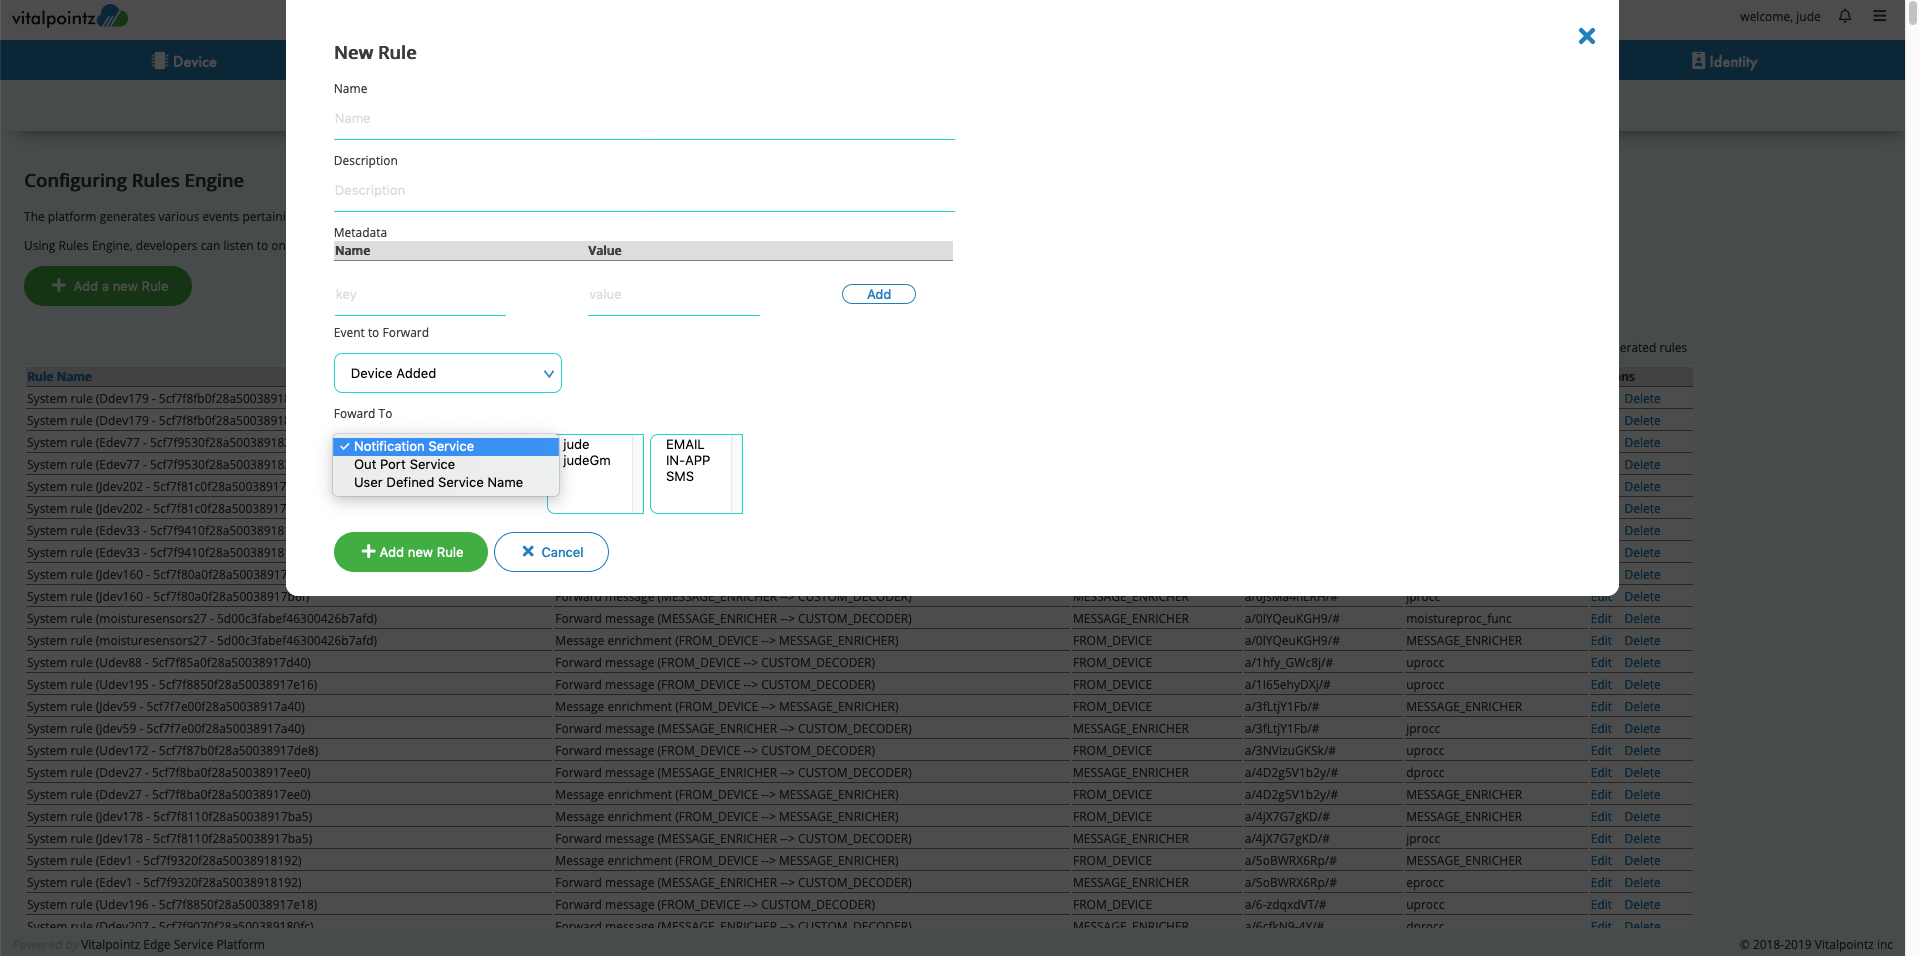 vitalpointz
welcome, jude
Device
Identity
New Rule
Name
Name
Description
Description
Metadata
Name Value
key value Add
Event to Forward
Device Added
Foward To
✓ Notification Service
Out Port Service
User Defined Service Name
jude
judeGm
EMAIL
IN-APP
SMS
Add new Rule
Cancel
Configuring Rules Engine
The platform generates various events pertaini
Using Rules Engine, developers can listen to on
Add a new Rule
erated rules
Rule Name ns
System rule (Ddev179 - 5cf7f8fb0f28a50038918 Delete
System rule (Ddev179 - 5cf7f8fb0f28a50038918 Delete
System rule (Edev77 - 5cf7f9530f28a500389182 Delete
System rule (Edev77 - 5cf7f9530f28a500389182 Delete
System rule (Jdev202 - 5cf7f81c0f28a50038917 Delete
System rule (Jdev202 - 5cf7f81c0f28a50038917 Delete
System rule (Edev33 - 5cf7f9410f28a500389181 Delete
System rule (Edev33 - 5cf7f9410f28a500389181 Delete
System rule (Jdev160 - 5cf7f80a0f28a50038917 Delete
System rule (Jdev160 - 5cf7f80a0f28a50038917b6f) Forward message (MESSAGE_ENRICHER --> CUSTOM_DECODER) MESSAGE_ENRICHER a/0JsMa4hLRH/# jprocc Edit Delete
System rule (moisturesensors27 - 5d00c3fabef46300426b7afd) Forward message (MESSAGE_ENRICHER --> CUSTOM_DECODER) MESSAGE_ENRICHER a/0lYQeuKGH9/# moistureproc_func Edit Delete
System rule (moisturesensors27 - 5d00c3fabef46300426b7afd) Message enrichment (FROM_DEVICE --> MESSAGE_ENRICHER) FROM_DEVICE a/0lYQeuKGH9/# MESSAGE_ENRICHER Edit Delete
System rule (Udev88 - 5cf7f85a0f28a50038917d40) Forward message (FROM_DEVICE --> CUSTOM_DECODER) FROM_DEVICE a/1hfy_GWc8j/# uprocc Edit Delete
System rule (Udev195 - 5cf7f8850f28a50038917e16) Forward message (FROM_DEVICE --> CUSTOM_DECODER) FROM_DEVICE a/1I65ehyDXj/# uprocc Edit Delete
System rule (Jdev59 - 5cf7f7e00f28a50038917a40) Message enrichment (FROM_DEVICE --> MESSAGE_ENRICHER) FROM_DEVICE a/3fLtjY1Fb/# MESSAGE_ENRICHER Edit Delete
System rule (Jdev59 - 5cf7f7e00f28a50038917a40) Forward message (MESSAGE_ENRICHER --> CUSTOM_DECODER) MESSAGE_ENRICHER a/3fLtjY1Fb/# jprocc Edit Delete
System rule (Udev172 - 5cf7f87b0f28a50038917de8) Forward message (FROM_DEVICE --> CUSTOM_DECODER) FROM_DEVICE a/3NVizuGKSk/# uprocc Edit Delete
System rule (Ddev27 - 5cf7f8ba0f28a50038917ee0) Forward message (MESSAGE_ENRICHER --> CUSTOM_DECODER) MESSAGE_ENRICHER a/4D2g5V1b2y/# dprocc Edit Delete
System rule (Ddev27 - 5cf7f8ba0f28a50038917ee0) Message enrichment (FROM_DEVICE --> MESSAGE_ENRICHER) FROM_DEVICE a/4D2g5V1b2y/# MESSAGE_ENRICHER Edit Delete
System rule (Jdev178 - 5cf7f8110f28a50038917ba5) Message enrichment (FROM_DEVICE --> MESSAGE_ENRICHER) FROM_DEVICE a/4jX7G7gKD/# MESSAGE_ENRICHER Edit Delete
System rule (Jdev178 - 5cf7f8110f28a50038917ba5) Forward message (MESSAGE_ENRICHER --> CUSTOM_DECODER) MESSAGE_ENRICHER a/4jX7G7gKD/# jprocc Edit Delete
System rule (Edev1 - 5cf7f9320f28a50038918192) Message enrichment (FROM_DEVICE --> MESSAGE_ENRICHER) FROM_DEVICE a/5oBWRX6Rp/# MESSAGE_ENRICHER Edit Delete
System rule (Edev1 - 5cf7f9320f28a50038918192) Forward message (MESSAGE_ENRICHER --> CUSTOM_DECODER) MESSAGE_ENRICHER a/5oBWRX6Rp/# eprocc Edit Delete
System rule (Udev196 - 5cf7f8850f28a50038917e18) Forward message (FROM_DEVICE --> CUSTOM_DECODER) FROM_DEVICE a/6-zdqxdVT/# uprocc Edit Delete
System rule (Ddev207 - 5cf7f9070f28a500389180fc) Forward message (MESSAGE_ENRICHER --> CUSTOM_DECODER) MESSAGE_ENRICHER a/6cfkN9-4Y/# dprocc Edit Delete
Powered by Vitalpointz Edge Service Platform
© 2018-2019 Vitalpointz inc